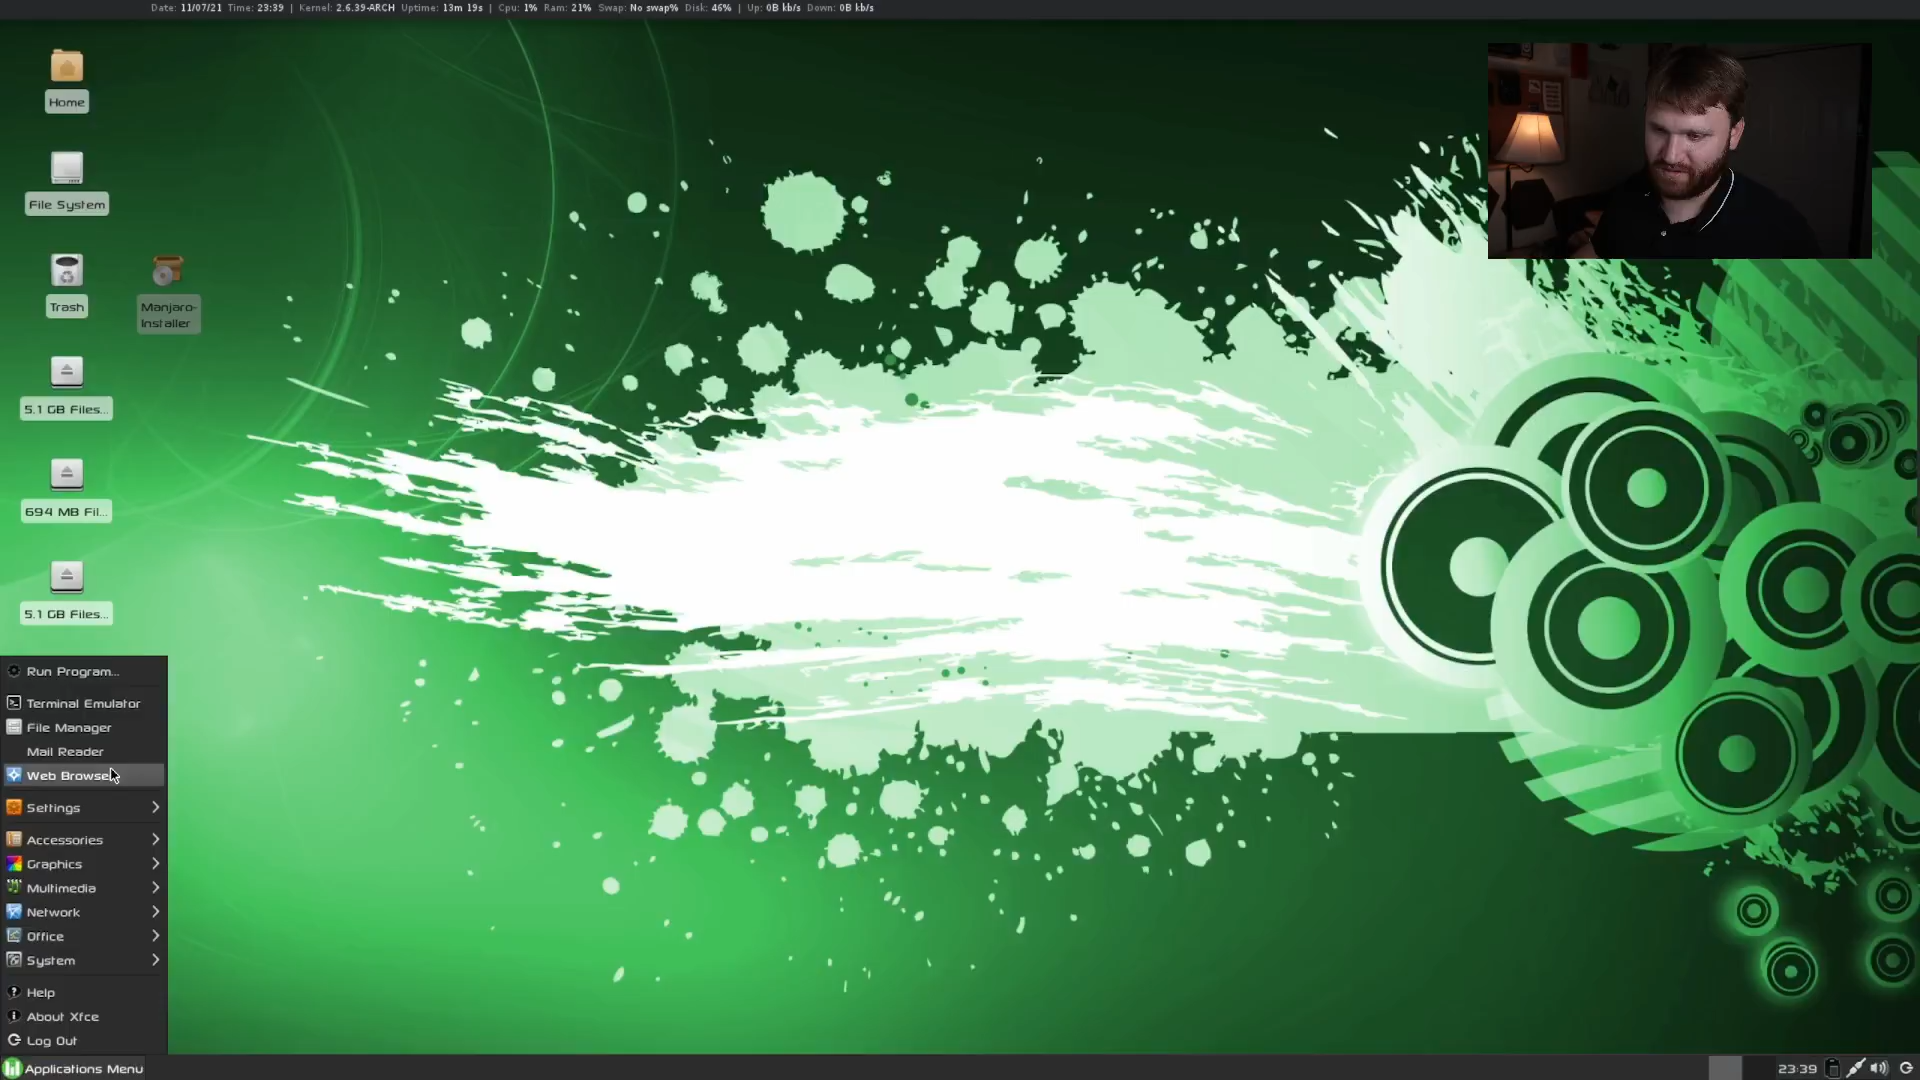 Date: 11/07/21 Time: 23:39 | Kernel: 2.6.39-ARCH Uptime: 13m 19s | Cpu: 1% Ram: 21% Swap: No swap% Disk: 46% | Up: 0B kb/s Down: 0B kb/s
Home
File System
Trash
Manjaro-
Installer
5.1 GB Files...
694 MB Fil...
5.1 GB Files...
Run Program...
Terminal Emulator
File Manager
Mail Reader
Web Browser
Settings
Accessories
Graphics
Multimedia
Network
Office
System
Help
About Xfce
Log Out
Applications Menu
23:39